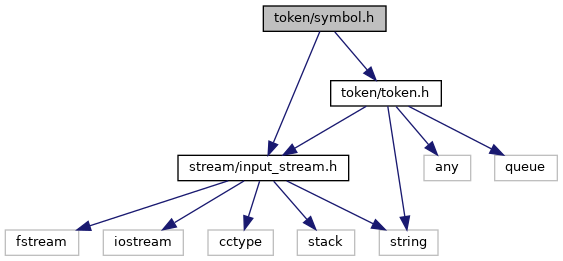 token/symbol.h
token/token.h
stream/input_stream.h
any
queue
fstream
iostream
cctype
stack
string